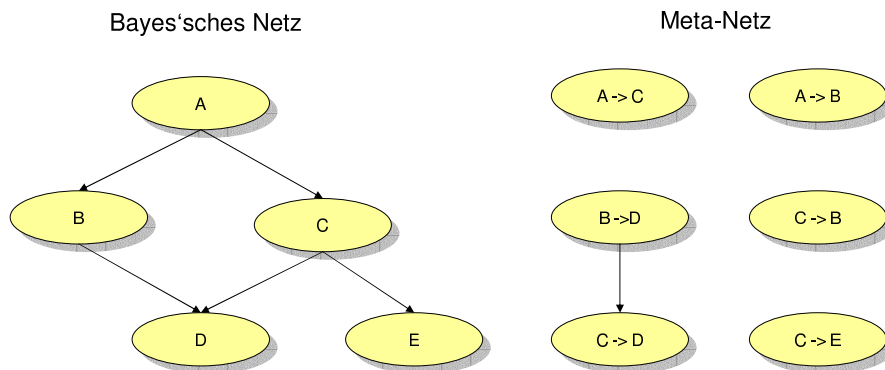 Bayes‘sches Netz
Meta-Netz
A
B
C
D
E
A -> C
A -> B
B ->D
C -> B
C -> D
C -> E